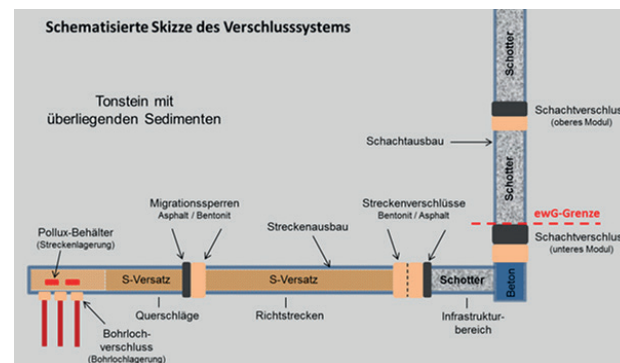 Schematisierte Skizze des Verschlusssystems
Schotter
Tonstein mit
überliegenden Sedimenten
Schachtverschluss
(oberes Modul)
Schachtausbau
Schotter
Migrationssperren
Asphalt / Bentonit
Streckenverschlüsse
Bentonit / Asphalt
ewG-Grenze
Pollux-Behälter
(Streckenlagerung)
Streckenausbau
Schachtverschluss
(unteres Modul)
S-Versatz
S-Versatz
Schotter
Beton
Querschläge
Richtstrecken
Infrastruktur-
bereich
Bohrloch-
verschluss
(Bohrlochlagerung)